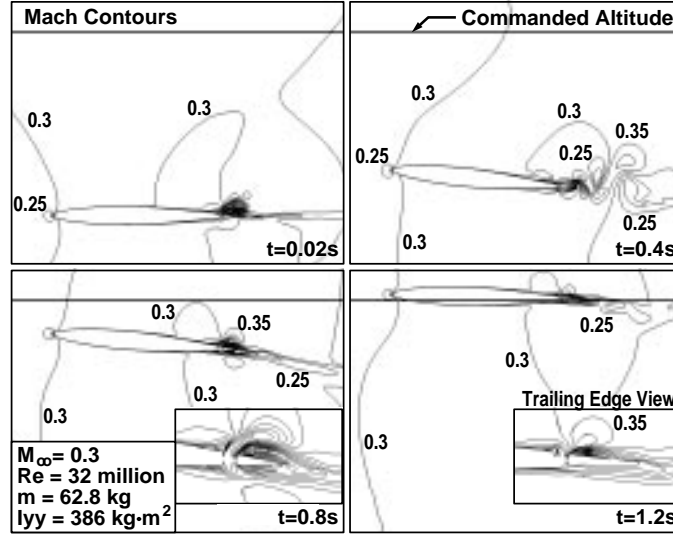 Mach Contours
0.3
0.3
0.25
t=0.02s
Commanded Altitude
0.3
0.3
0.35
0.25
0.25
0.25
0.3
t=0.4s
0.3
0.35
0.25
0.3
M∞= 0.3
Re = 32 million
m = 62.8 kg
Iyy = 386 kg·m²
t=0.8s
0.25
0.3
Trailing Edge View
0.35
0.3
t=1.2s